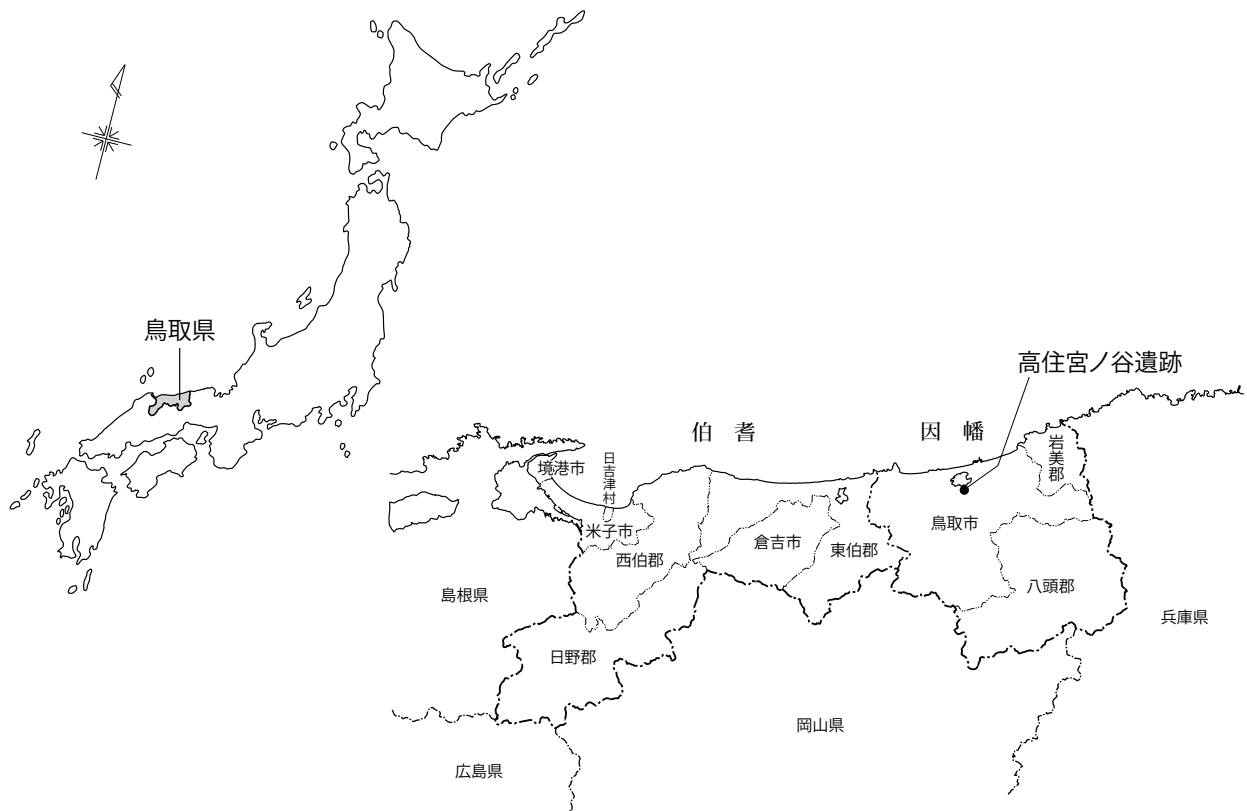 鳥取県
高住宮ノ谷遺跡
伯耆
因幡
岩美郡
境港市
日吉津村
米子市
西伯郡
倉吉市
東伯郡
鳥取市
八頭郡
島根県
日野郡
兵庫県
岡山県
広島県